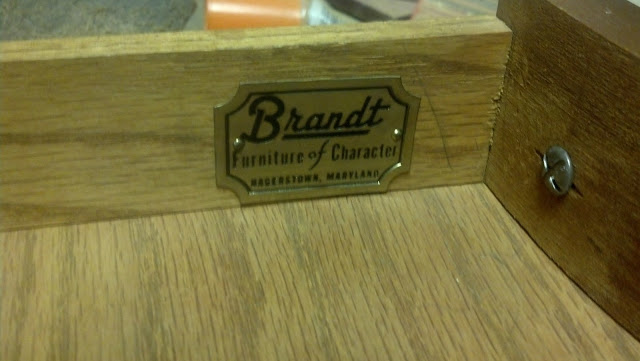 Brandt
Furniture of Character
HAGERSTOWN, MARYLAND